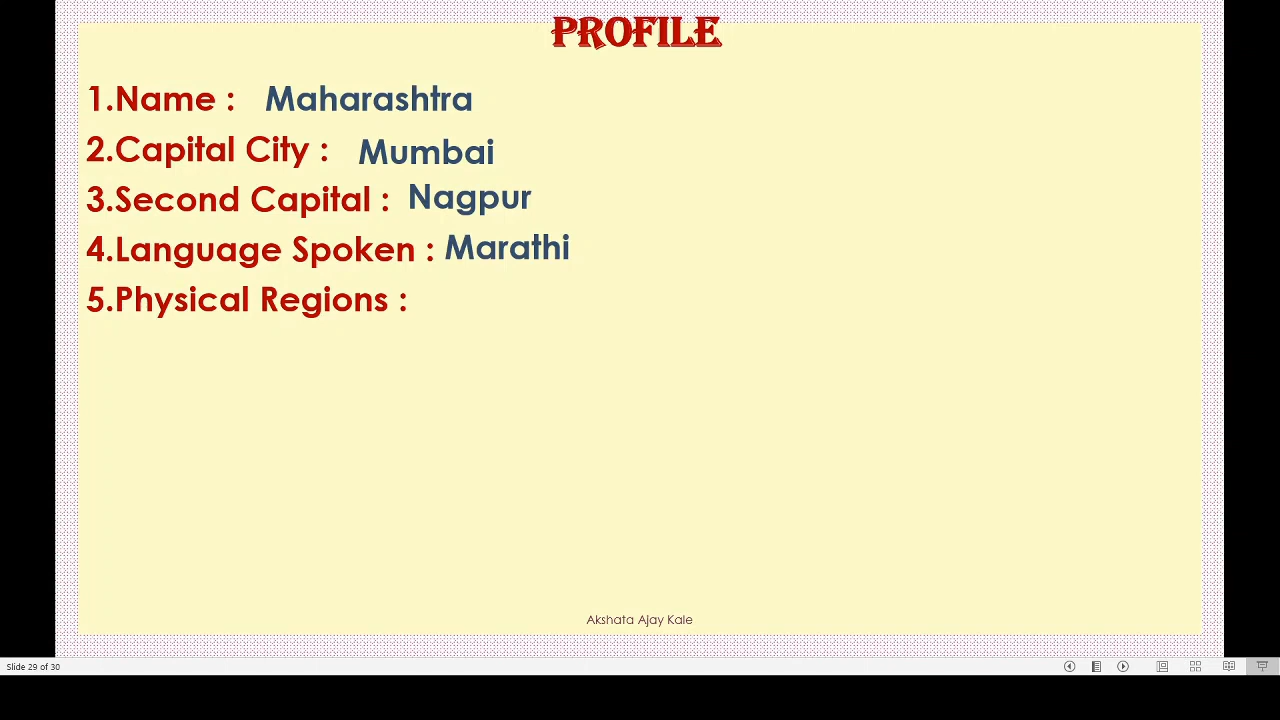 PROFILE
1.Name : Maharashtra
2.Capital City : Mumbai
3.Second Capital : Nagpur
4.Language Spoken : Marathi
5.Physical Regions :
Akshata Ajay Kale
Slide 29 of 30